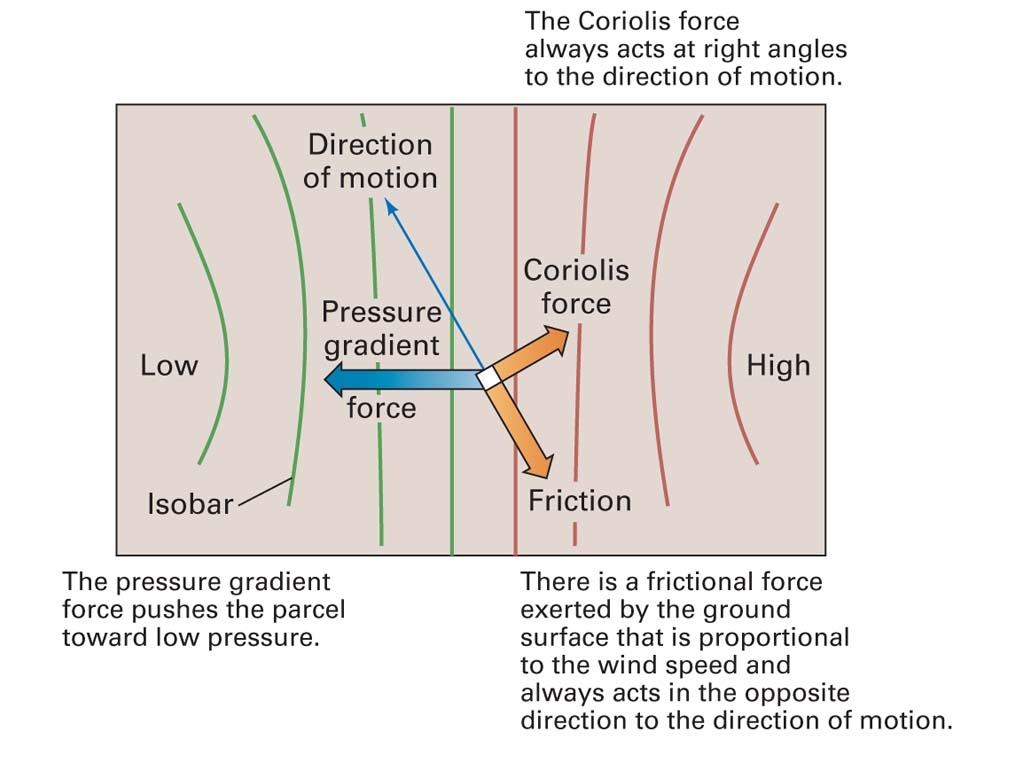 The Coriolis force
always acts at right angles
to the direction of motion.
Direction
of motion
Coriolis
force
Pressure
gradient
force
Low
High
Isobar
Friction
The pressure gradient
force pushes the parcel
toward low pressure.
There is a frictional force
exerted by the ground
surface that is proportional
to the wind speed and
always acts in the opposite
direction to the direction of motion.